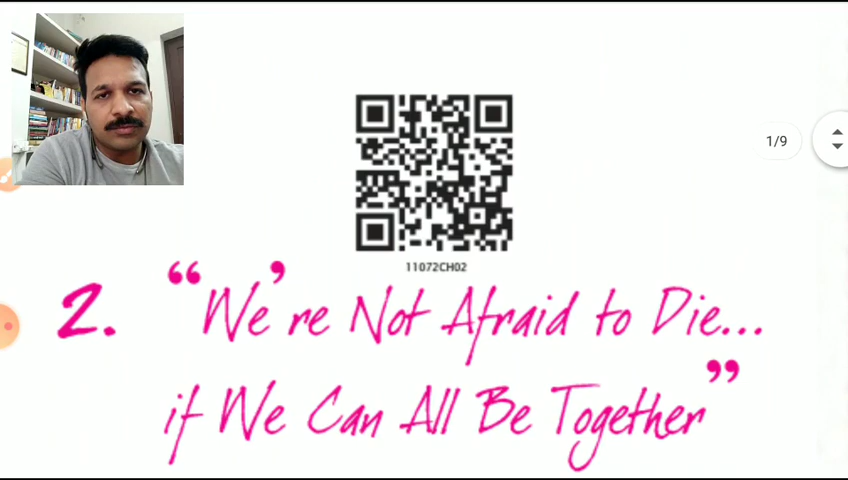 1/9
11072CH02
2. “We’re Not Afraid to Die...
if We Can All Be Together”